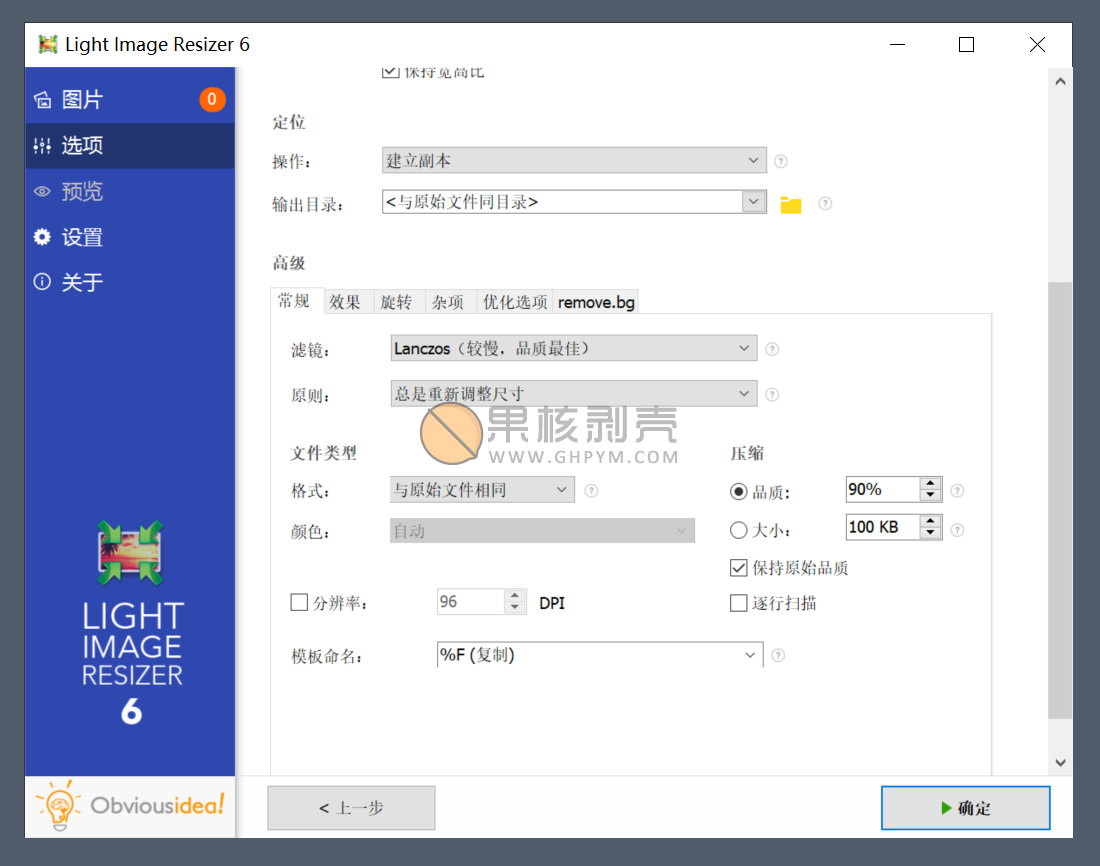 Light Image Resizer 6
图片 0
选项
预览
设置
关于
LIGHT
IMAGE
RESIZER
6
Obviousidea!
保持宽高比
定位
操作: 建立副本
输出目录: <与原始文件同目录>
高级
常规 效果 旋转 杂项 优化选项 remove.bg
滤镜: Lanczos（较慢，品质最佳）
原则: 总是重新调整尺寸
果核剥壳
WWW.GHPYM.COM
文件类型 压缩
格式: 与原始文件相同 品质: 90%
颜色: 自动 大小: 100 KB
保持原始品质
分辨率: 96 DPI 逐行扫描
模板命名: %F (复制)
< 上一步 确定